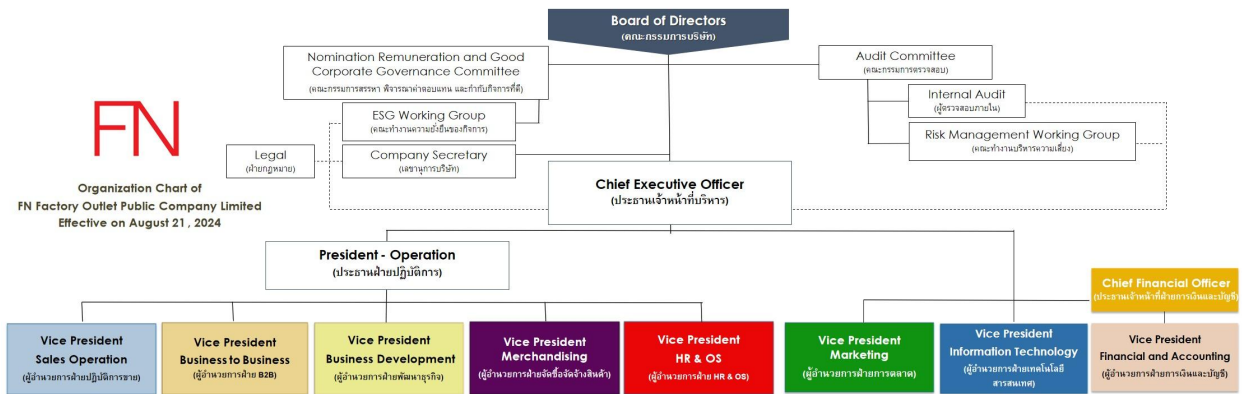 Board of Directors
(คณะกรรมการบริษัท)
Nomination Remuneration and Good
Corporate Governance Committee
(คณะกรรมการสรรหา พิจารณาค่าตอบแทน และกำกับกิจการที่ดี)
Audit Committee
(คณะกรรมการตรวจสอบ)
Internal Audit
(ผู้ตรวจสอบภายใน)
ESG Working Group
(คณะทำงานความยั่งยืนของกิจการ)
Risk Management Working Group
(คณะทำงานบริหารความเสี่ยง)
Legal
(ฝ่ายกฎหมาย)
Company Secretary
(เลขานุการบริษัท)
FN
Organization Chart of
FN Factory Outlet Public Company Limited
Effective on August 21 , 2024
Chief Executive Officer
(ประธานเจ้าหน้าที่บริหาร)
President - Operation
(ประธานฝ่ายปฏิบัติการ)
Chief Financial Officer
(ประธานเจ้าหน้าที่ฝ่ายการเงินและบัญชี)
Vice President
Sales Operation
(ผู้อำนวยการฝ่ายปฏิบัติการขาย)
Vice President
Business to Business
(ผู้อำนวยการฝ่าย B2B)
Vice President
Business Development
(ผู้อำนวยการฝ่ายพัฒนาธุรกิจ)
Vice President
Merchandising
(ผู้อำนวยการฝ่ายจัดซื้อจัดจ้างสินค้า)
Vice President
HR & OS
(ผู้อำนวยการฝ่าย HR & OS)
Vice President
Marketing
(ผู้อำนวยการฝ่ายการตลาด)
Vice President
Information Technology
(ผู้อำนวยการฝ่ายเทคโนโลยี
สารสนเทศ)
Vice President
Financial and Accounting
(ผู้อำนวยการฝ่ายการเงินและบัญชี)